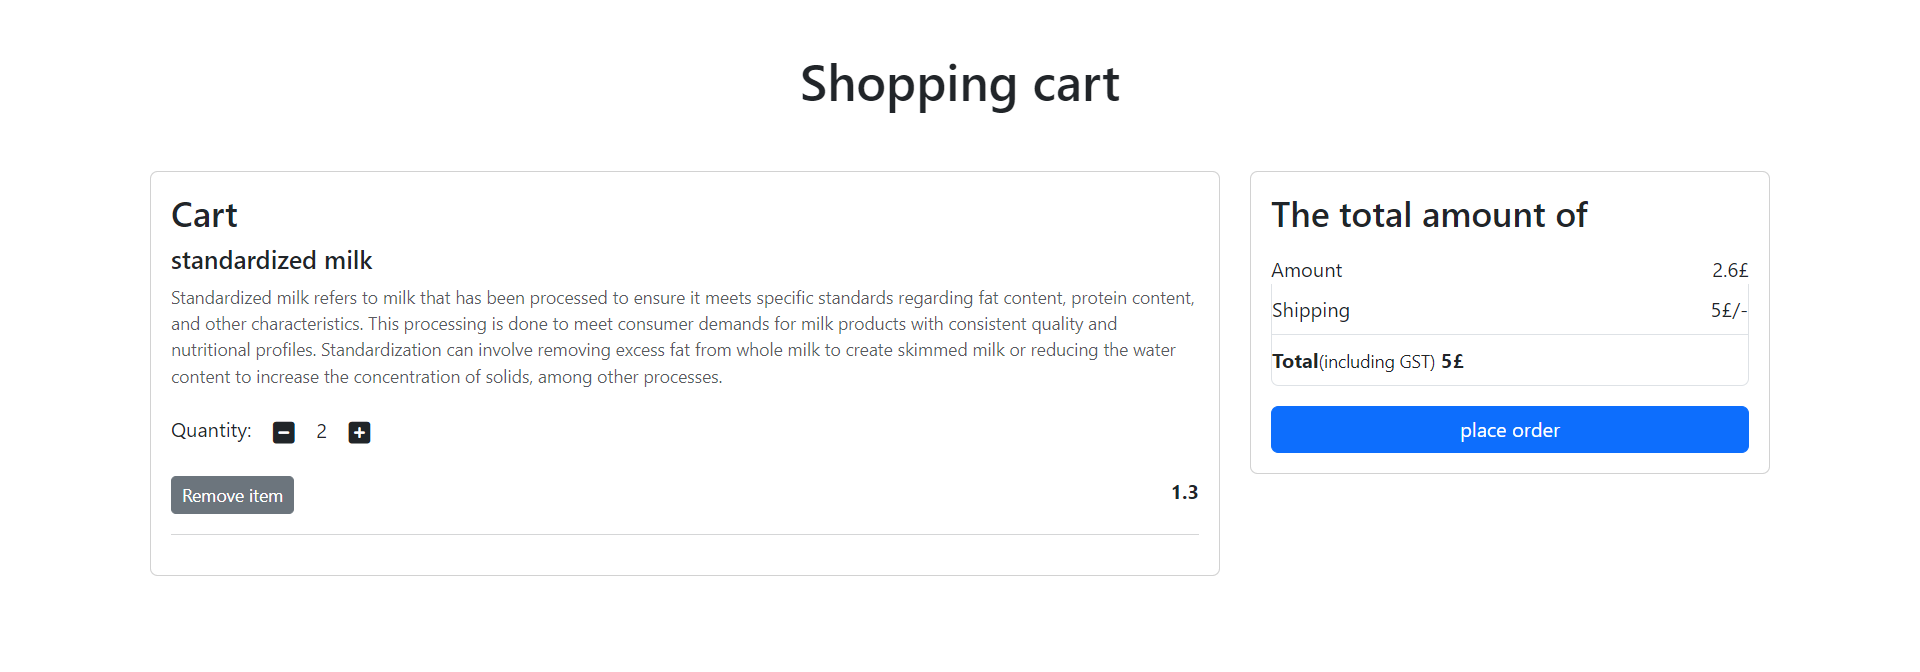 Shopping cart
Cart
standardized milk
Standardized milk refers to milk that has been processed to ensure it meets specific standards regarding fat content, protein content,
and other characteristics. This processing is done to meet consumer demands for milk products with consistent quality and
nutritional profiles. Standardization can involve removing excess fat from whole milk to create skimmed milk or reducing the water
content to increase the concentration of solids, among other processes.
Quantity: 2
Remove item 1.3
The total amount of
Amount 2.6£
Shipping 5£/-
Total(including GST) 5£
place order